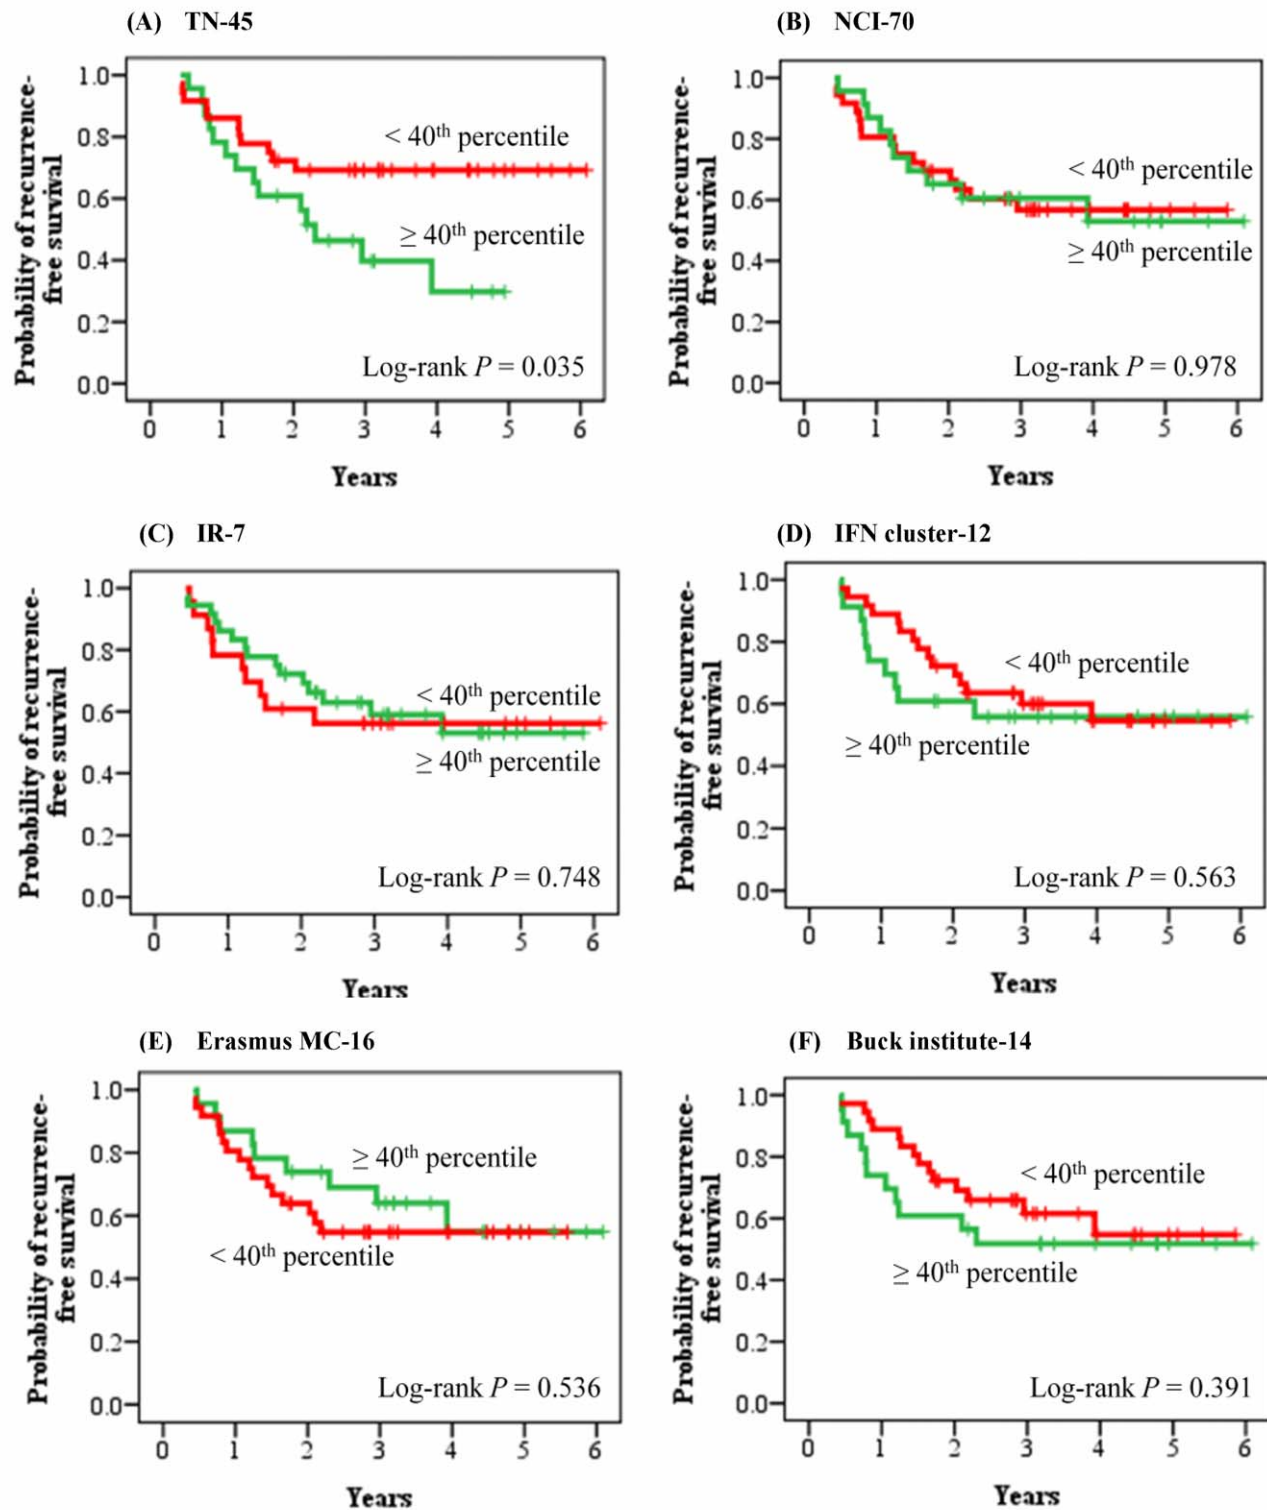 (A) TN-45
Probability of recurrence-
free survival
1.0
0.8
0.6
0.4
0.2
0.0
< 40th percentile
≥ 40th percentile
Log-rank P = 0.035
0 1 2 3 4 5 6
Years
(B) NCI-70
Probability of recurrence-
free survival
1.0
0.8
0.6
0.4
0.2
0.0
< 40th percentile
≥ 40th percentile
Log-rank P = 0.978
0 1 2 3 4 5 6
Years
(C) IR-7
Probability of recurrence-
free survival
1.0
0.8
0.6
0.4
0.2
0.0
< 40th percentile
≥ 40th percentile
Log-rank P = 0.748
0 1 2 3 4 5 6
Years
(D) IFN cluster-12
Probability of recurrence-
free survival
1.0
0.8
0.6
0.4
0.2
0.0
< 40th percentile
≥ 40th percentile
Log-rank P = 0.563
0 1 2 3 4 5 6
Years
(E) Erasmus MC-16
Probability of recurrence-
free survival
1.0
0.8
0.6
0.4
0.2
0.0
≥ 40th percentile
< 40th percentile
Log-rank P = 0.536
0 1 2 3 4 5 6
Years
(F) Buck institute-14
Probability of recurrence-
free survival
1.0
0.8
0.6
0.4
0.2
0.0
< 40th percentile
≥ 40th percentile
Log-rank P = 0.391
0 1 2 3 4 5 6
Years